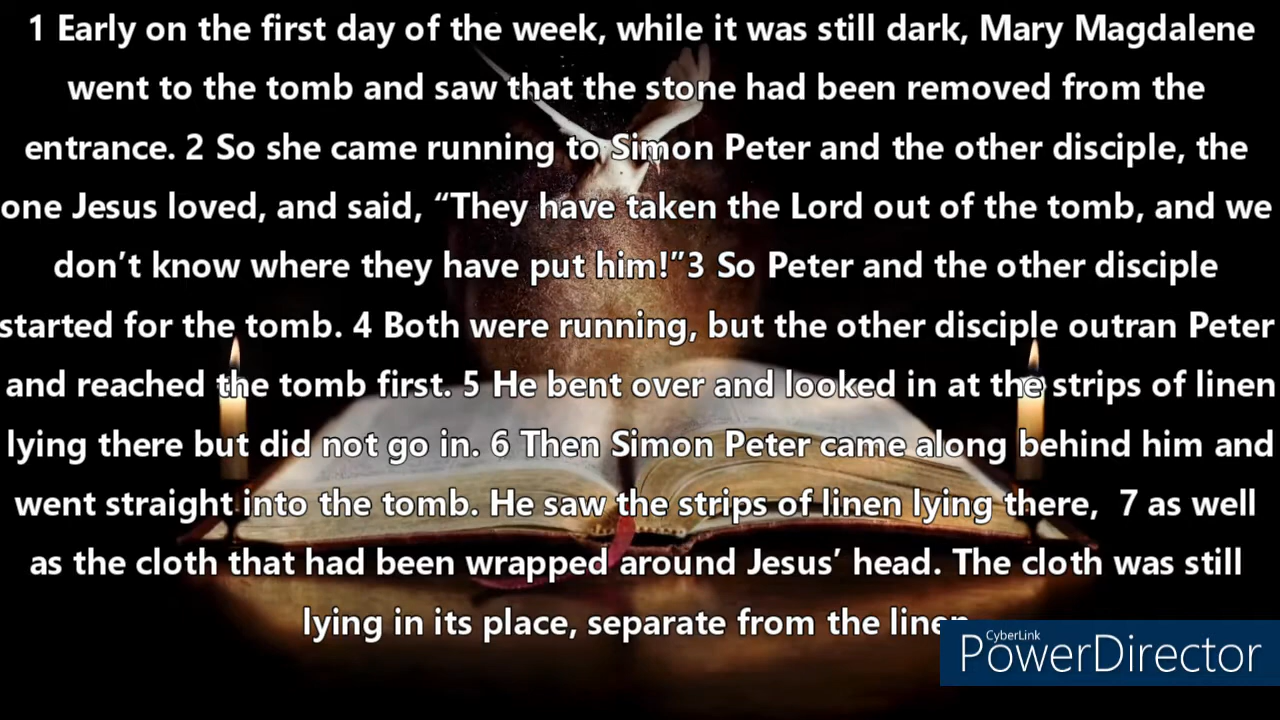 1 Early on the first day of the week, while it was still dark, Mary Magdalene
went to the tomb and saw that the stone had been removed from the
entrance. 2 So she came running to Simon Peter and the other disciple, the
one Jesus loved, and said, “They have taken the Lord out of the tomb, and we
don’t know where they have put him!”3 So Peter and the other disciple
started for the tomb. 4 Both were running, but the other disciple outran Peter
and reached the tomb first. 5 He bent over and looked in at the strips of linen
lying there but did not go in. 6 Then Simon Peter came along behind him and
went straight into the tomb. He saw the strips of linen lying there, 7 as well
as the cloth that had been wrapped around Jesus’ head. The cloth was still
lying in its place, separate from the linen
CyberLink
PowerDirector